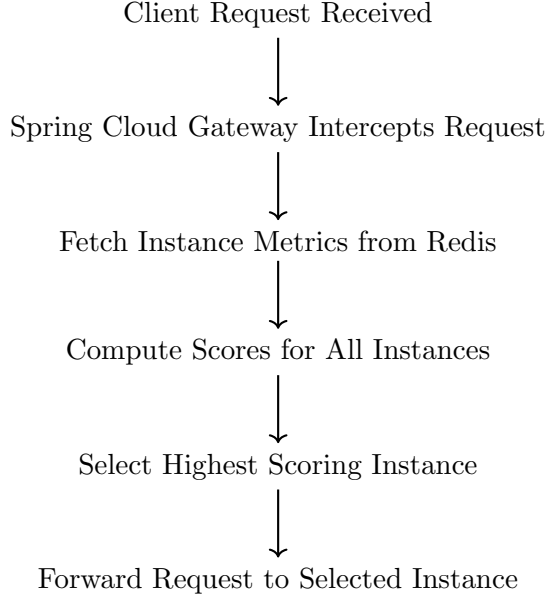 Client Request Received
Spring Cloud Gateway Intercepts Request
Fetch Instance Metrics from Redis
Compute Scores for All Instances
Select Highest Scoring Instance
Forward Request to Selected Instance